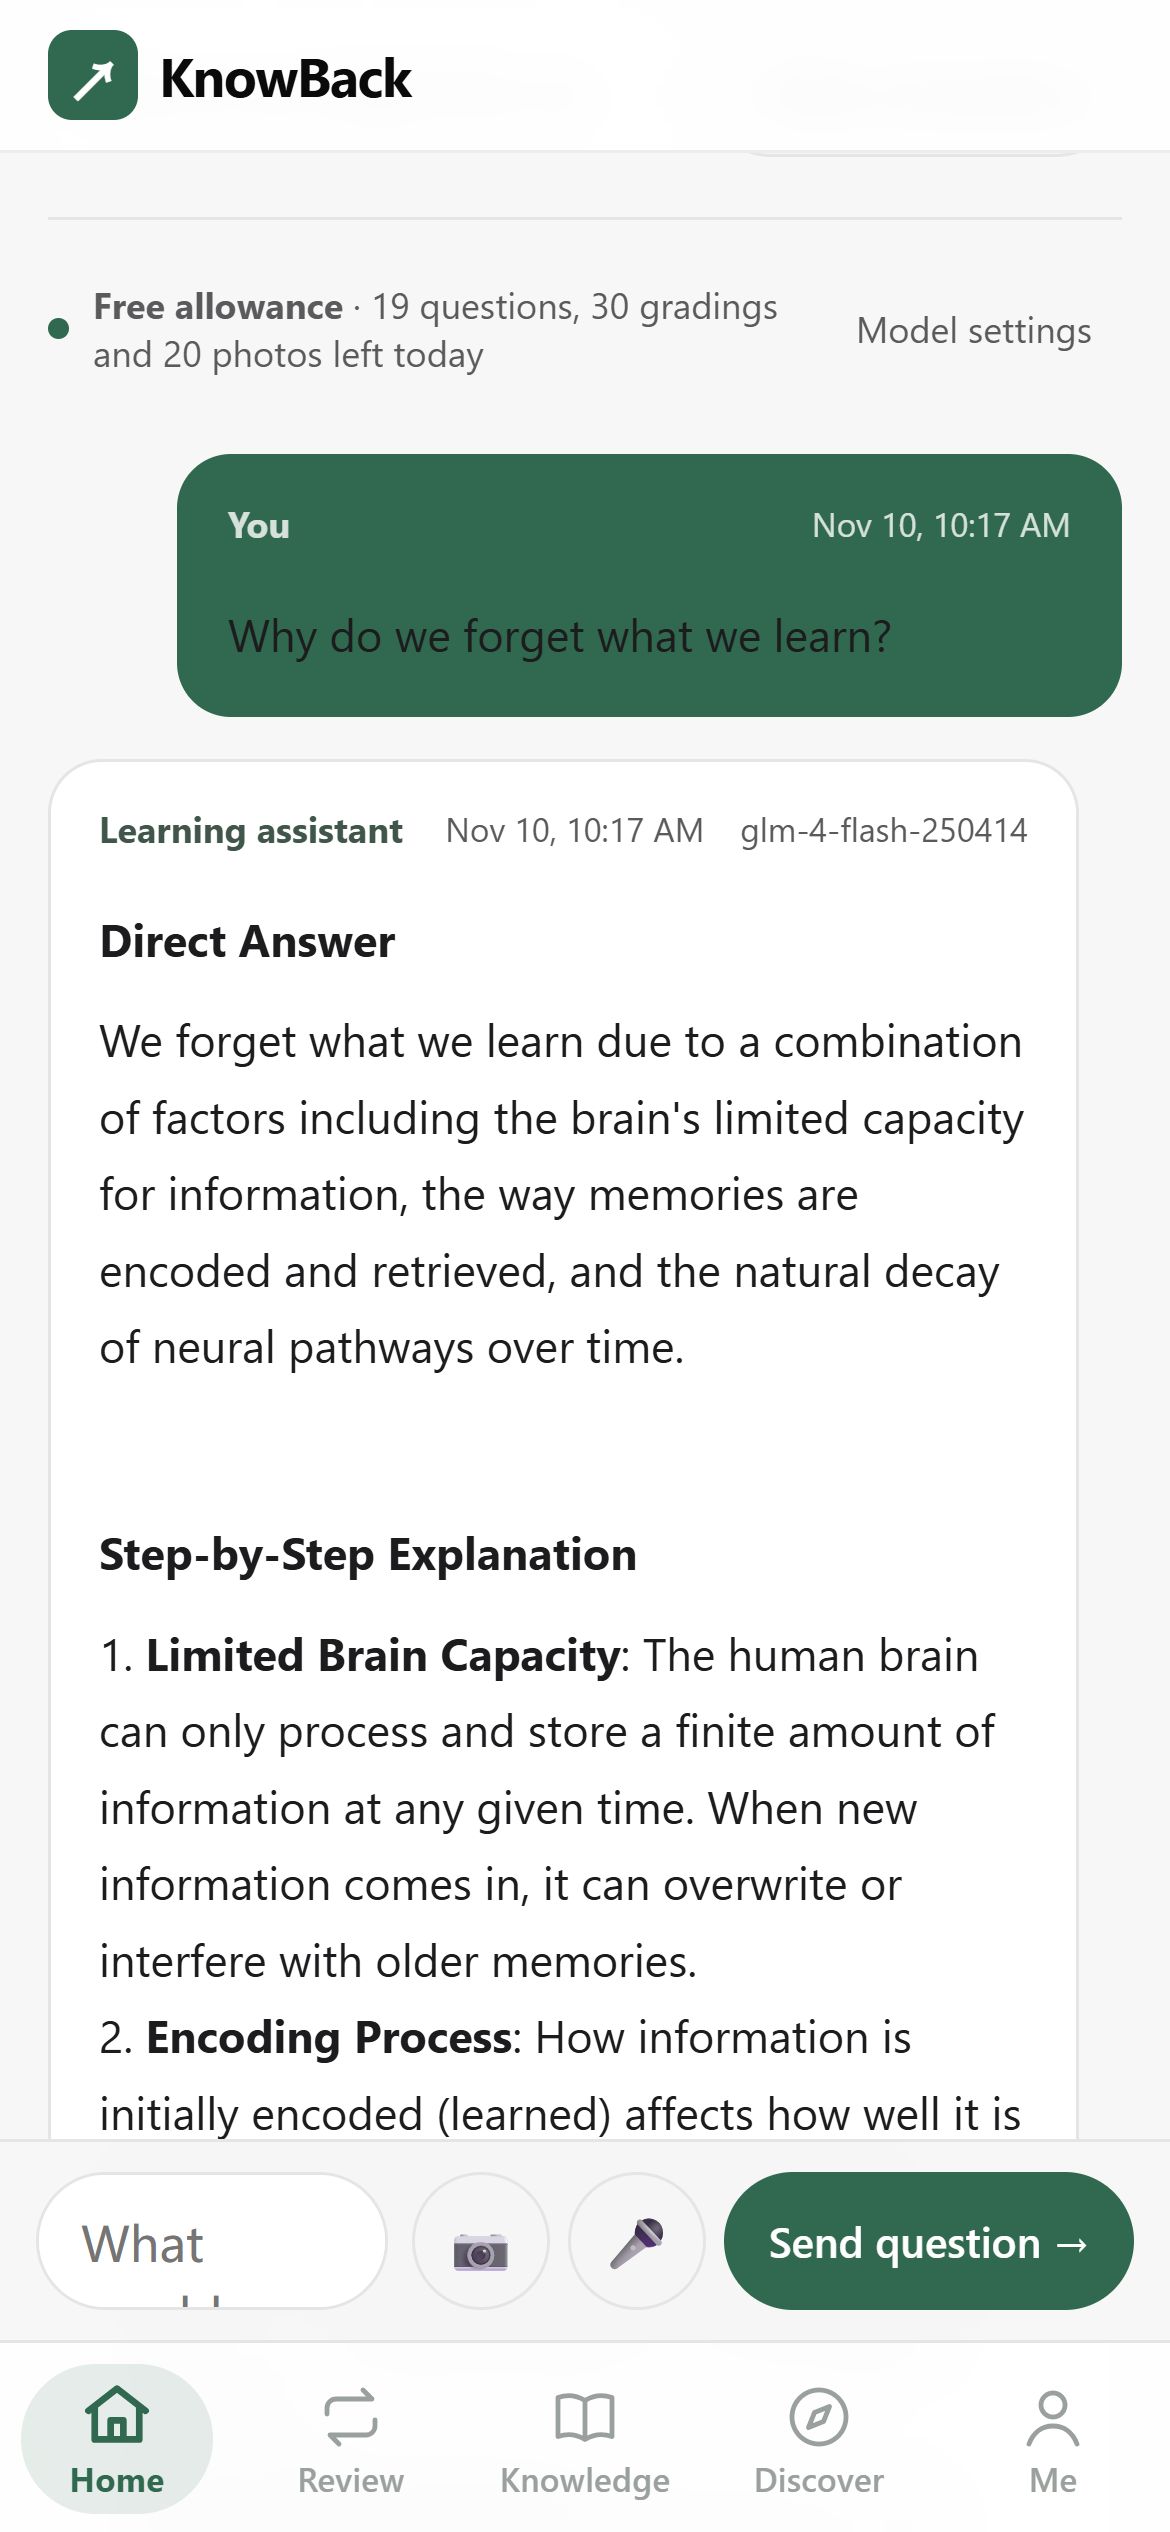 KnowBack
Free allowance · 19 questions, 30 gradings
and 20 photos left today
Model settings
You
Nov 10, 10:17 AM
Why do we forget what we learn?
Learning assistant
Nov 10, 10:17 AM
glm-4-flash-250414
Direct Answer
We forget what we learn due to a combination
of factors including the brain's limited capacity
for information, the way memories are
encoded and retrieved, and the natural decay
of neural pathways over time.
Step-by-Step Explanation
1. Limited Brain Capacity: The human brain
can only process and store a finite amount of
information at any given time. When new
information comes in, it can overwrite or
interfere with older memories.
2. Encoding Process: How information is
initially encoded (learned) affects how well it is
What
Send question →
Home
Review
Knowledge
Discover
Me